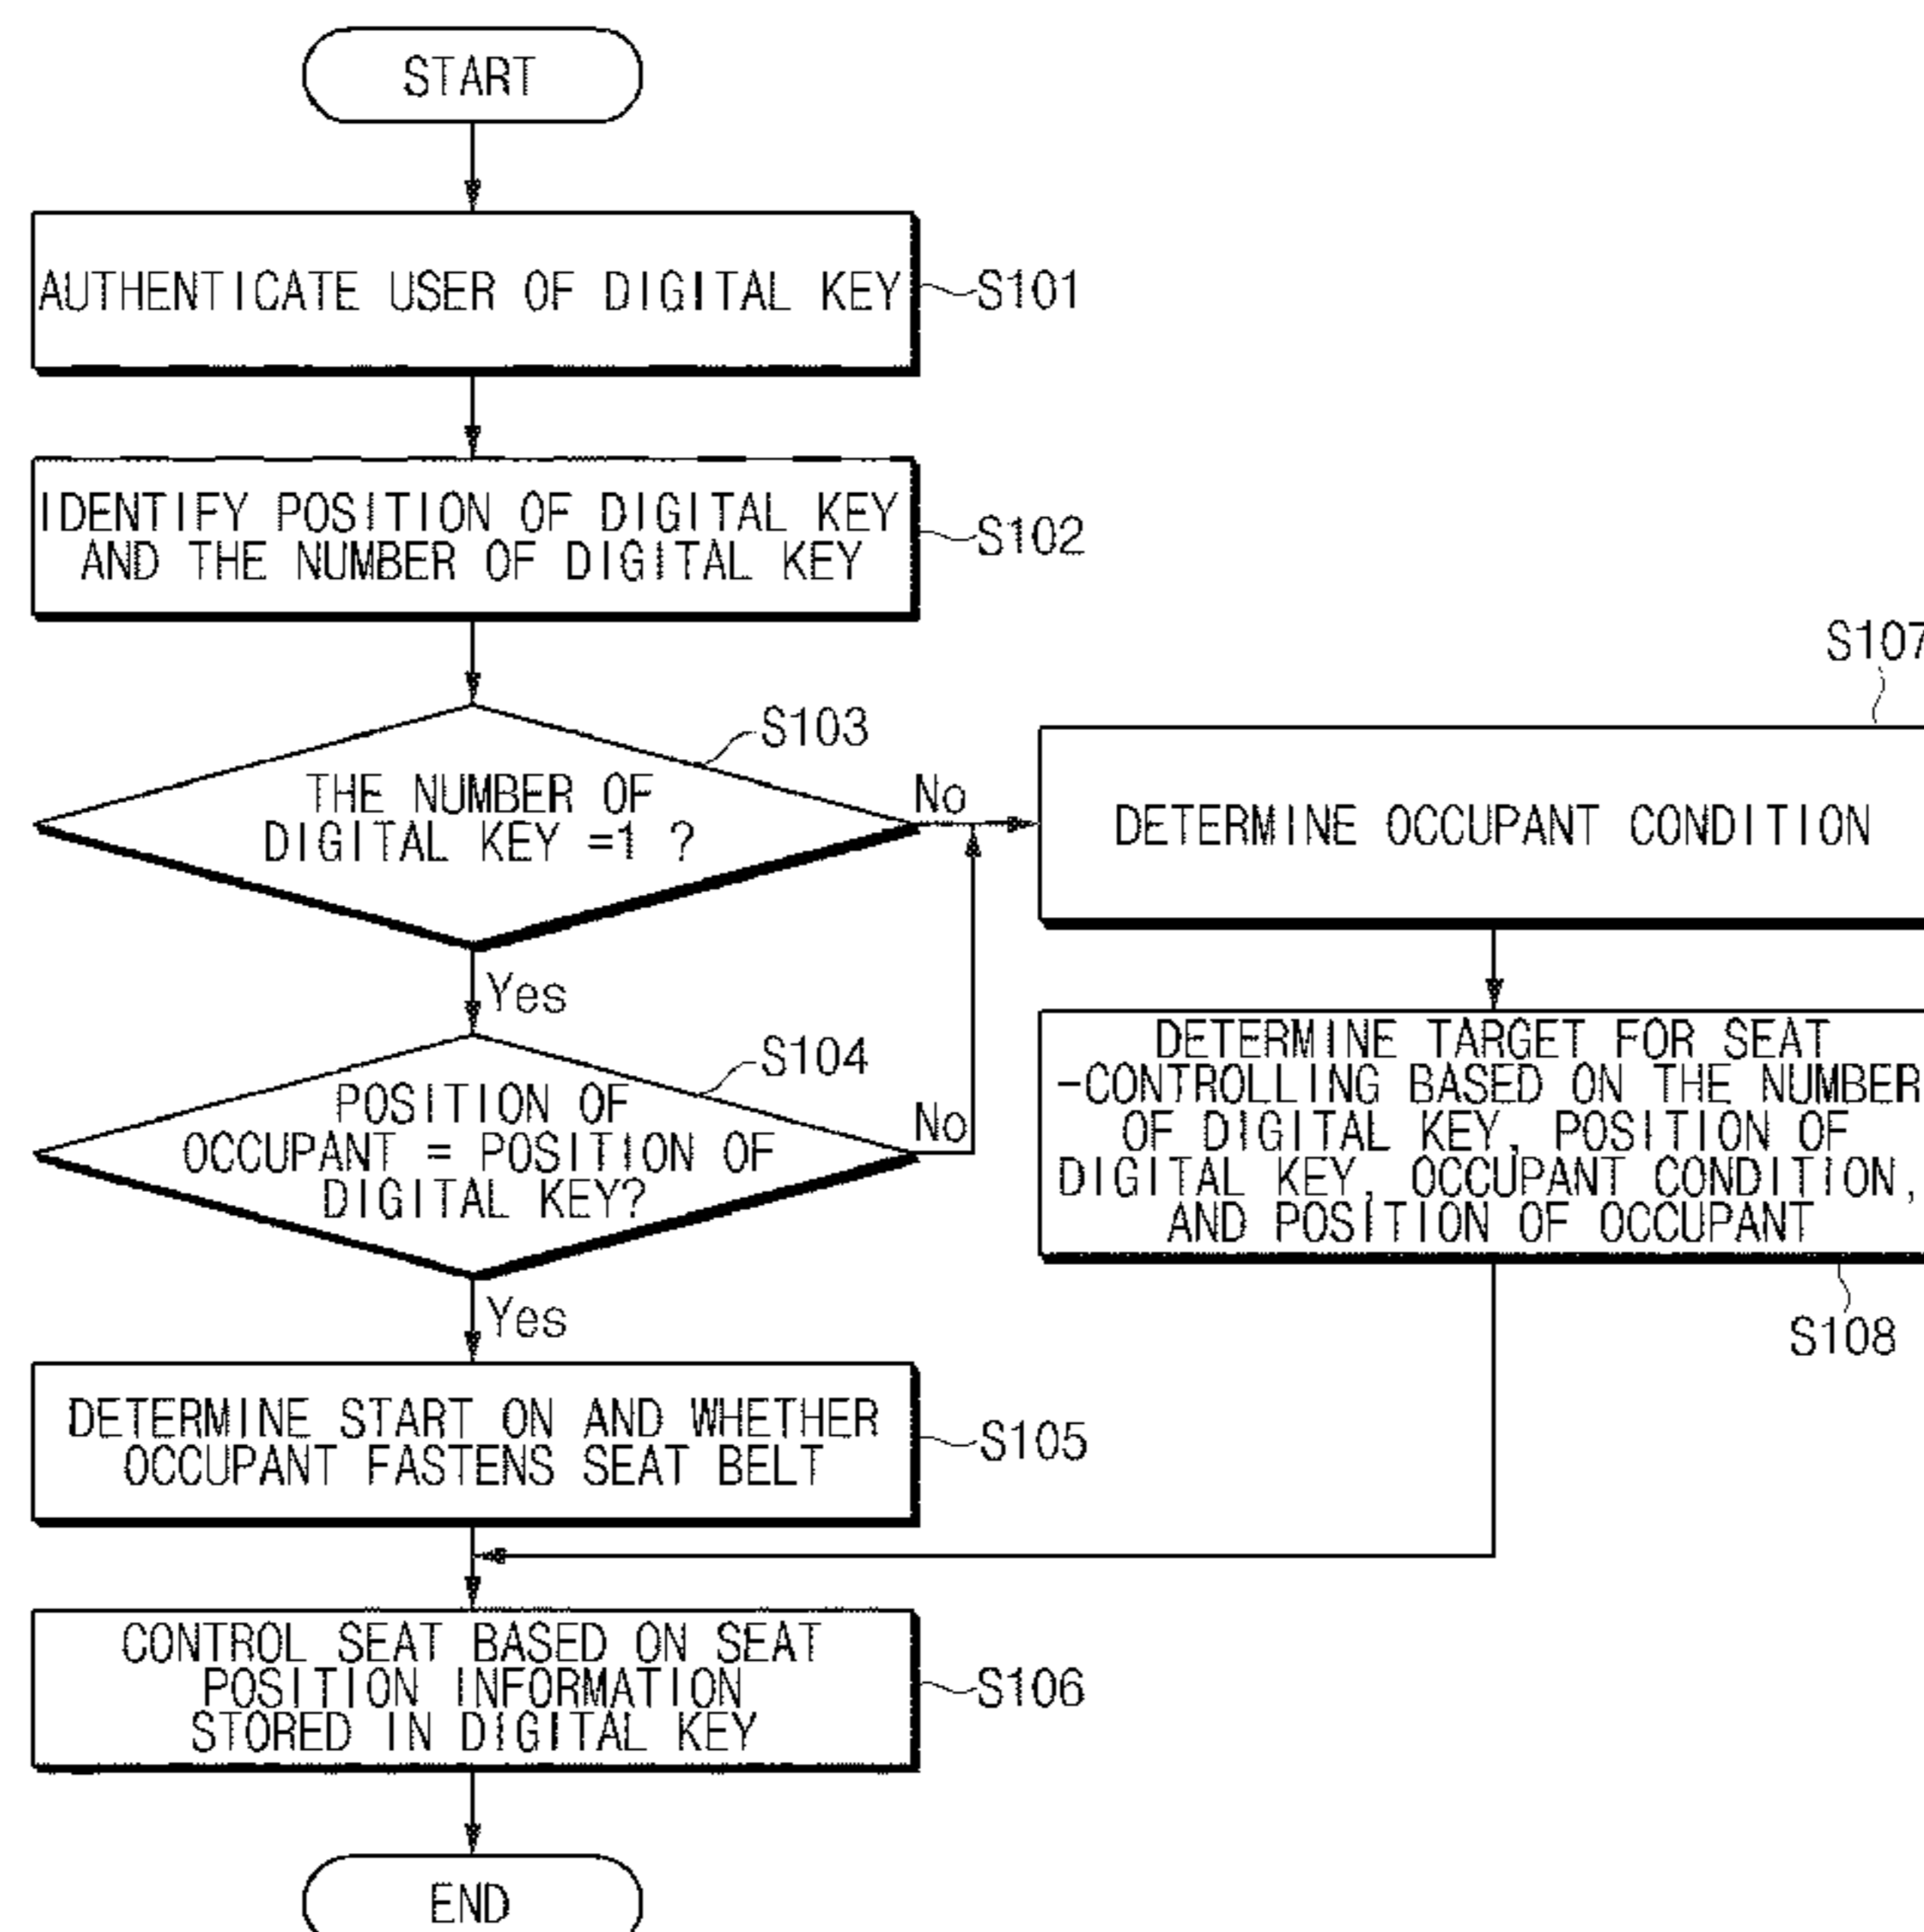 START
AUTHENTICATE USER OF DIGITAL KEY
S101
IDENTIFY POSITION OF DIGITAL KEY
AND THE NUMBER OF DIGITAL KEY
S102
THE NUMBER OF
DIGITAL KEY =1 ?
S103
No
Yes
POSITION OF
OCCUPANT = POSITION OF
DIGITAL KEY?
S104
No
Yes
DETERMINE START ON AND WHETHER
OCCUPANT FASTENS SEAT BELT
S105
CONTROL SEAT BASED ON SEAT
POSITION INFORMATION
STORED IN DIGITAL KEY
S106
END
S107
DETERMINE OCCUPANT CONDITION
DETERMINE TARGET FOR SEAT
-CONTROLLING BASED ON THE NUMBER
OF DIGITAL KEY, POSITION OF
DIGITAL KEY, OCCUPANT CONDITION,
AND POSITION OF OCCUPANT
S108